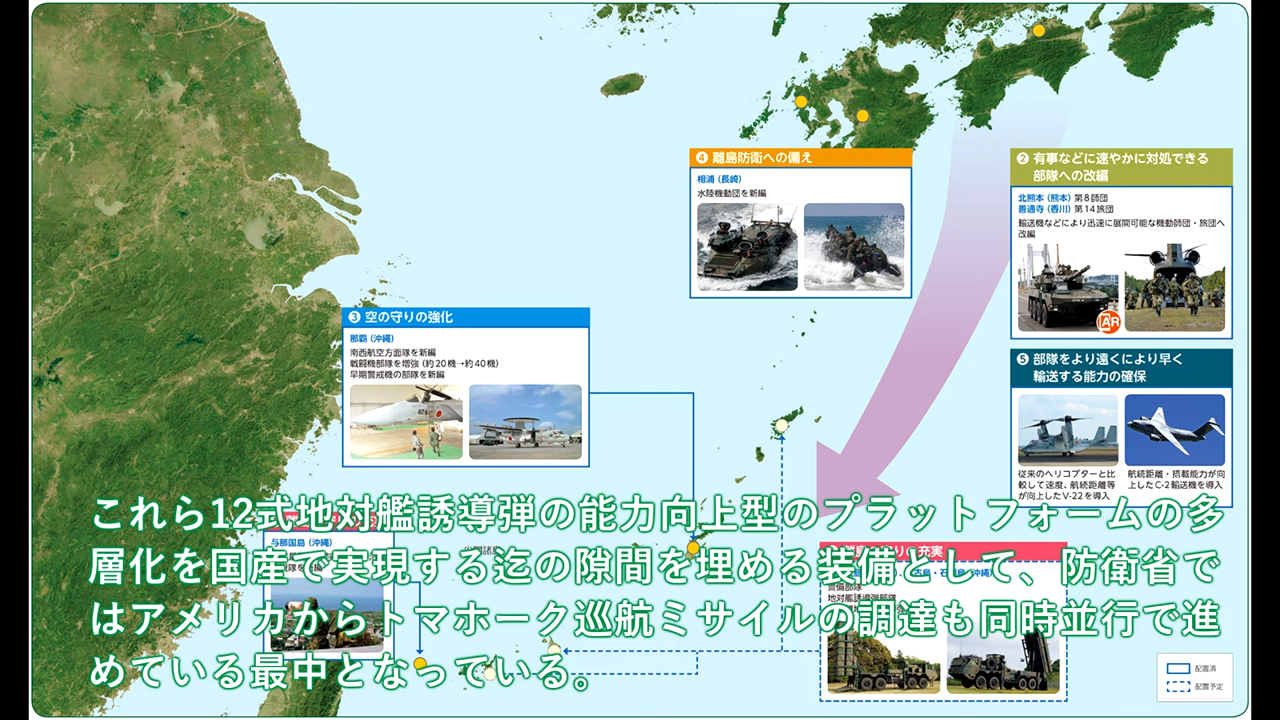 ④ 離島防衛への備え
相浦（長崎）
水陸機動団を新編
② 有事などに速やかに対処できる
部隊への改編
北熊本（熊本）第8師団
善通寺（香川）第14旅団
輸送機などにより迅速に展開可能な機動師団・旅団へ
改編
③ 空の守りの強化
那覇（沖縄）
南西航空方面隊を新編
戦闘機部隊を増強（約20機→約40機）
早期警戒機の部隊を新編
⑤ 部隊をより遠くにより早く
輸送する能力の確保
従来のヘリコプターと比
較して速度、航続距離等
が向上したV-22を導入
航続距離・搭載能力が向
上したC-2輸送機を導入
与那国島（沖縄）
これら12式地対艦誘導弾の能力向上型のプラットフォームの多
層化を国産で実現する迄の隙間を埋める装備として、防衛省で
はアメリカからトマホーク巡航ミサイルの調達も同時並行で進
めている最中となっている。
警備部隊
地対艦誘導弾部隊
配置済
配置予定